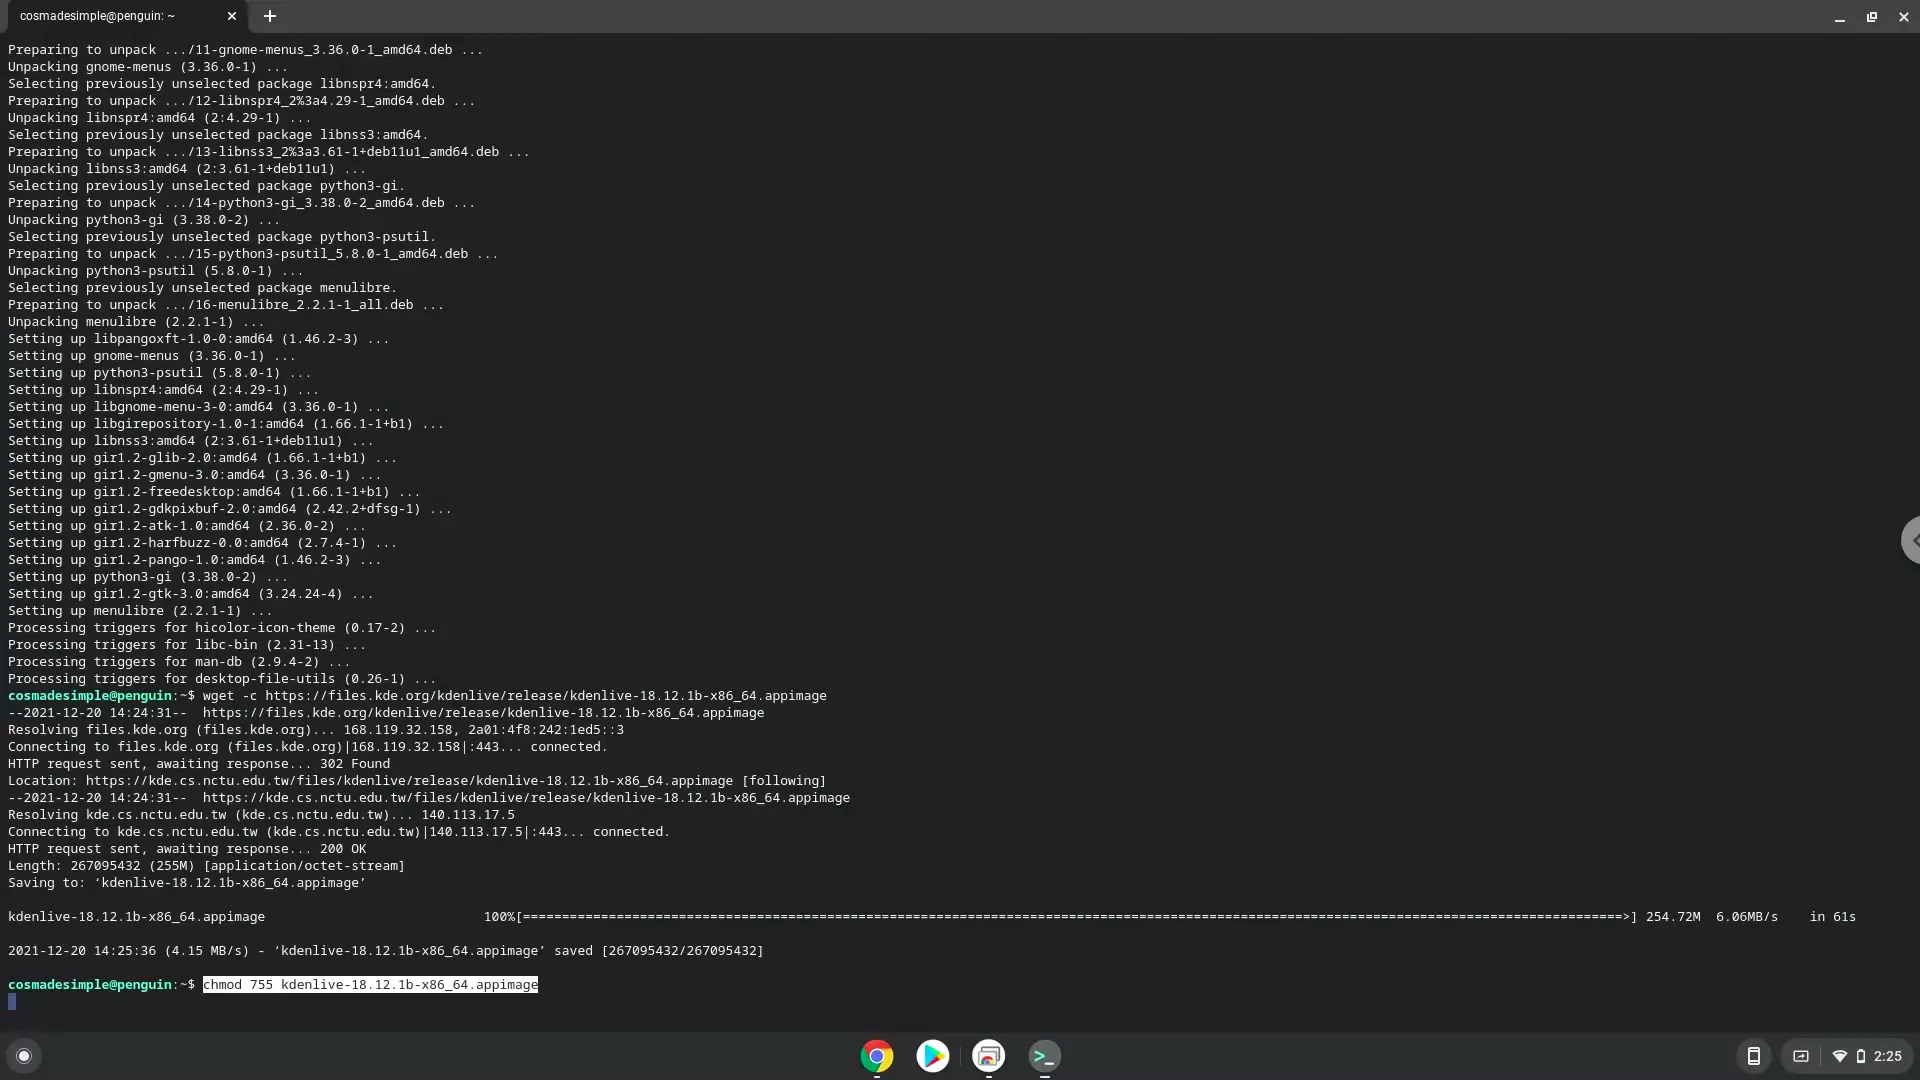 cosmadesimple@penguin: ~
Preparing to unpack .../11-gnome-menus_3.36.0-1_amd64.deb ...
Unpacking gnome-menus (3.36.0-1) ...
Selecting previously unselected package libnspr4:amd64.
Preparing to unpack .../12-libnspr4_2%3a4.29-1_amd64.deb ...
Unpacking libnspr4:amd64 (2:4.29-1) ...
Selecting previously unselected package libnss3:amd64.
Preparing to unpack .../13-libnss3_2%3a3.61-1+deb11u1_amd64.deb ...
Unpacking libnss3:amd64 (2:3.61-1+deb11u1) ...
Selecting previously unselected package python3-gi.
Preparing to unpack .../14-python3-gi_3.38.0-2_amd64.deb ...
Unpacking python3-gi (3.38.0-2) ...
Selecting previously unselected package python3-psutil.
Preparing to unpack .../15-python3-psutil_5.8.0-1_amd64.deb ...
Unpacking python3-psutil (5.8.0-1) ...
Selecting previously unselected package menulibre.
Preparing to unpack .../16-menulibre_2.2.1-1_all.deb ...
Unpacking menulibre (2.2.1-1) ...
Setting up libpangoxft-1.0-0:amd64 (1.46.2-3) ...
Setting up gnome-menus (3.36.0-1) ...
Setting up python3-psutil (5.8.0-1) ...
Setting up libnspr4:amd64 (2:4.29-1) ...
Setting up libgnome-menu-3-0:amd64 (3.36.0-1) ...
Setting up libgirepository-1.0-1:amd64 (1.66.1-1+b1) ...
Setting up libnss3:amd64 (2:3.61-1+deb11u1) ...
Setting up gir1.2-glib-2.0:amd64 (1.66.1-1+b1) ...
Setting up gir1.2-gmenu-3.0:amd64 (3.36.0-1) ...
Setting up gir1.2-freedesktop:amd64 (1.66.1-1+b1) ...
Setting up gir1.2-gdkpixbuf-2.0:amd64 (2.42.2+dfsg-1) ...
Setting up gir1.2-atk-1.0:amd64 (2.36.0-2) ...
Setting up gir1.2-harfbuzz-0.0:amd64 (2.7.4-1) ...
Setting up gir1.2-pango-1.0:amd64 (1.46.2-3) ...
Setting up python3-gi (3.38.0-2) ...
Setting up gir1.2-gtk-3.0:amd64 (3.24.24-4) ...
Setting up menulibre (2.2.1-1) ...
Processing triggers for hicolor-icon-theme (0.17-2) ...
Processing triggers for libc-bin (2.31-13) ...
Processing triggers for man-db (2.9.4-2) ...
Processing triggers for desktop-file-utils (0.26-1) ...
cosmadesimple@penguin:~$ wget -c https://files.kde.org/kdenlive/release/kdenlive-18.12.1b-x86_64.appimage
--2021-12-20 14:24:31--  https://files.kde.org/kdenlive/release/kdenlive-18.12.1b-x86_64.appimage
Resolving files.kde.org (files.kde.org)... 168.119.32.158, 2a01:4f8:242:1ed5::3
Connecting to files.kde.org (files.kde.org)|168.119.32.158|:443... connected.
HTTP request sent, awaiting response... 302 Found
Location: https://kde.cs.nctu.edu.tw/files/kdenlive/release/kdenlive-18.12.1b-x86_64.appimage [following]
--2021-12-20 14:24:31--  https://kde.cs.nctu.edu.tw/files/kdenlive/release/kdenlive-18.12.1b-x86_64.appimage
Resolving kde.cs.nctu.edu.tw (kde.cs.nctu.edu.tw)... 140.113.17.5
Connecting to kde.cs.nctu.edu.tw (kde.cs.nctu.edu.tw)|140.113.17.5|:443... connected.
HTTP request sent, awaiting response... 200 OK
Length: 267095432 (255M) [application/octet-stream]
Saving to: ‘kdenlive-18.12.1b-x86_64.appimage’
kdenlive-18.12.1b-x86_64.appimage 100%[=============================================================================================================================================>] 254.72M 6.06MB/s in 61s
2021-12-20 14:25:36 (4.15 MB/s) - ‘kdenlive-18.12.1b-x86_64.appimage’ saved [267095432/267095432]
cosmadesimple@penguin:~$ chmod 755 kdenlive-18.12.1b-x86_64.appimage
2:25